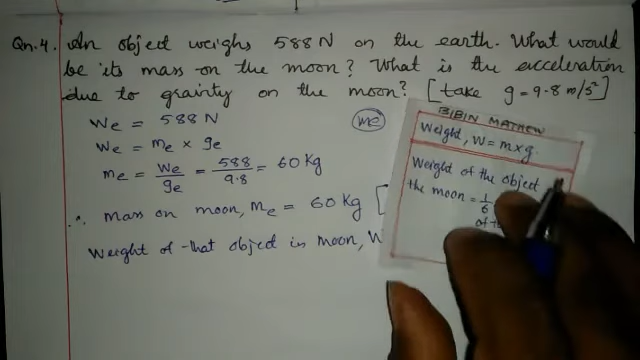 Qn.4. An object weighs 588 N on the earth. What would
be its mass on the moon? What is the acceleration
due to gravity on the moon? [take g = 9.8 m/s²]
We = 588 N
We = me × ge
me = We/ge = 588/9.8 = 60 Kg
∴ Mass on moon, me = 60 Kg [
Weight of that object in moon, W
me
BIBIN MATHEW
Weight, W = m×g.
Weight of the object
the moon = 1/6
of